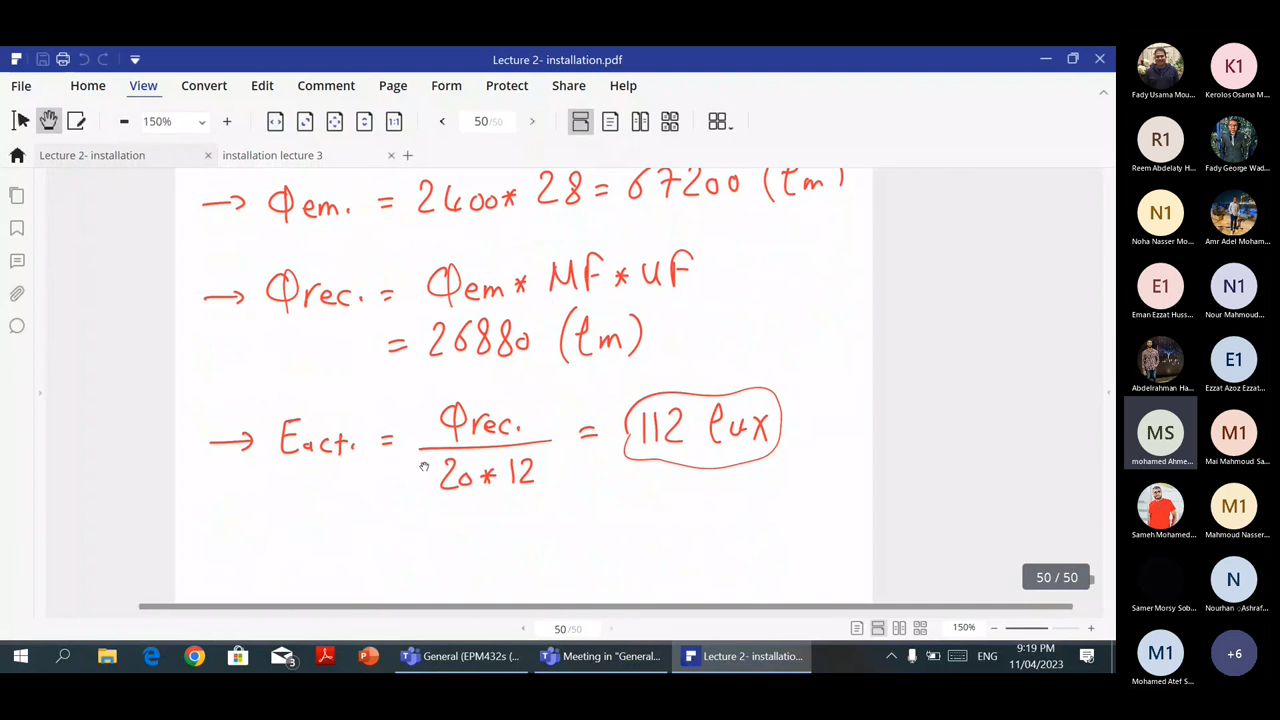 Lecture 2- installation.pdf
File Home View Convert Edit Comment Page Form Protect Share Help
150% 1:1 50/50
Lecture 2- installation × installation lecture 3 × +
→ Φem. = 2400* 28 = 67200 (lm)
→ Φrec. = Φem * MF * UF
= 26880 (lm)
→ Eact. = Φrec. / 20 * 12 = 112 lux
50 / 50
50/50 150%
3 General (EPM432s (... Meeting in "General... Lecture 2- installatio... ENG 9:19 PM 11/04/2023
Fady Usama Mou...
K1 Kerolos Osama M...
R1 Reem Abdelaty H...
Fady George Wad...
N1 Noha Nasser Mo...
Amr Adel Moham...
E1 Eman Ezzat Huss...
N1 Nour Mahmoud...
Abdelrahman Ha...
E1 Ezzat Azoz Ezzat...
MS mohamed Ahme...
M1 Mai Mahmoud Sa...
Sameh Mohamed...
M1 Mahmoud Nasser...
Samer Morsy Sob...
N Nourhan Ashraf...
M1 Mohamed Atef S...
+6